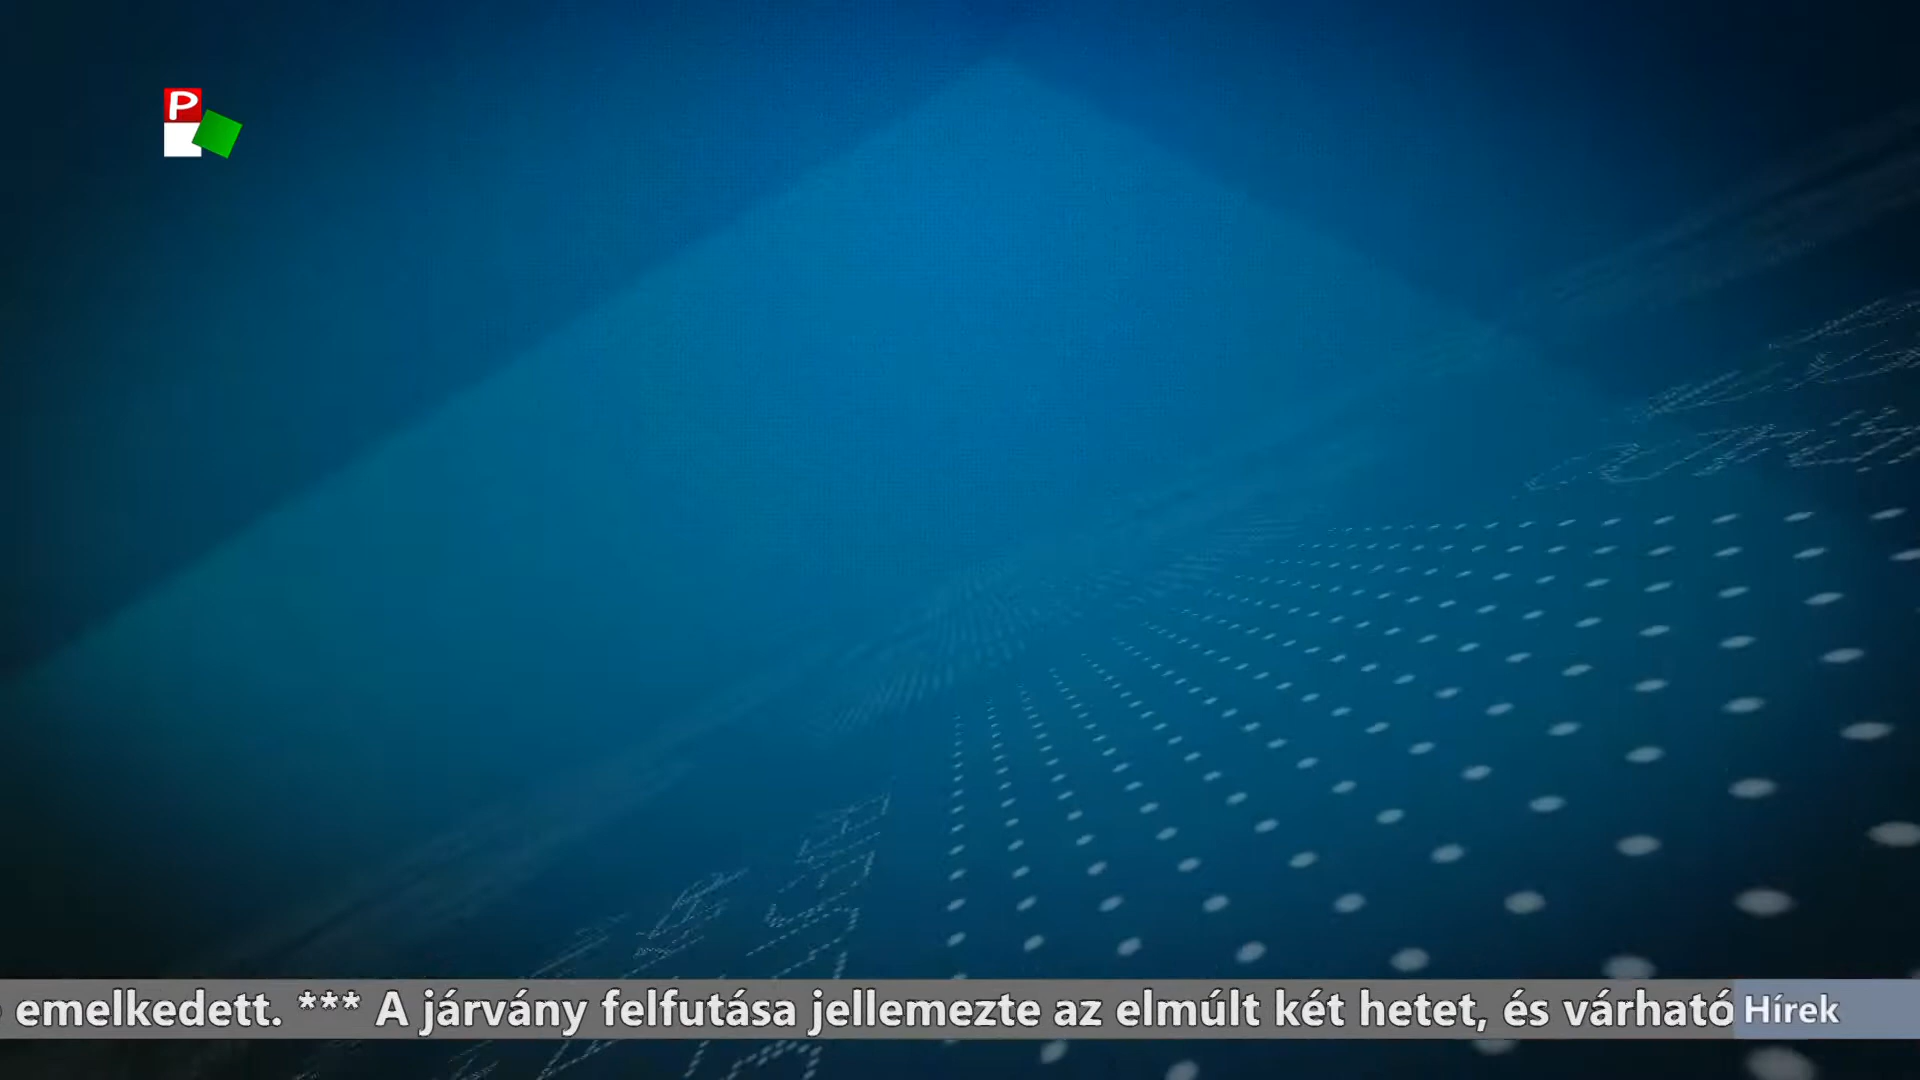 P
emelkedett. *** A járvány felfutása jellemezte az elmúlt két hetet, és várható
Hírek